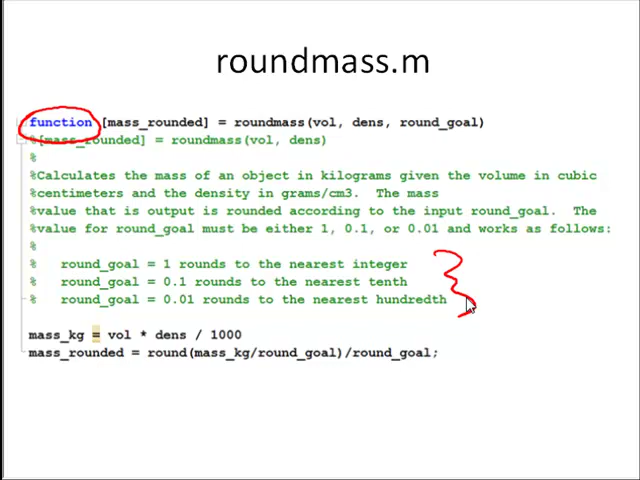 roundmass.m
function [mass_rounded] = roundmass(vol, dens, round_goal)
%[mass_rounded] = roundmass(vol, dens)
%
%Calculates the mass of an object in kilograms given the volume in cubic
%centimeters and the density in grams/cm3.  The mass
%value that is output is rounded according to the input round_goal.  The
%value for round_goal must be either 1, 0.1, or 0.01 and works as follows:
%
%   round_goal = 1 rounds to the nearest integer
%   round_goal = 0.1 rounds to the nearest tenth
%   round_goal = 0.01 rounds to the nearest hundredth
mass_kg = vol * dens / 1000
mass_rounded = round(mass_kg/round_goal)/round_goal;